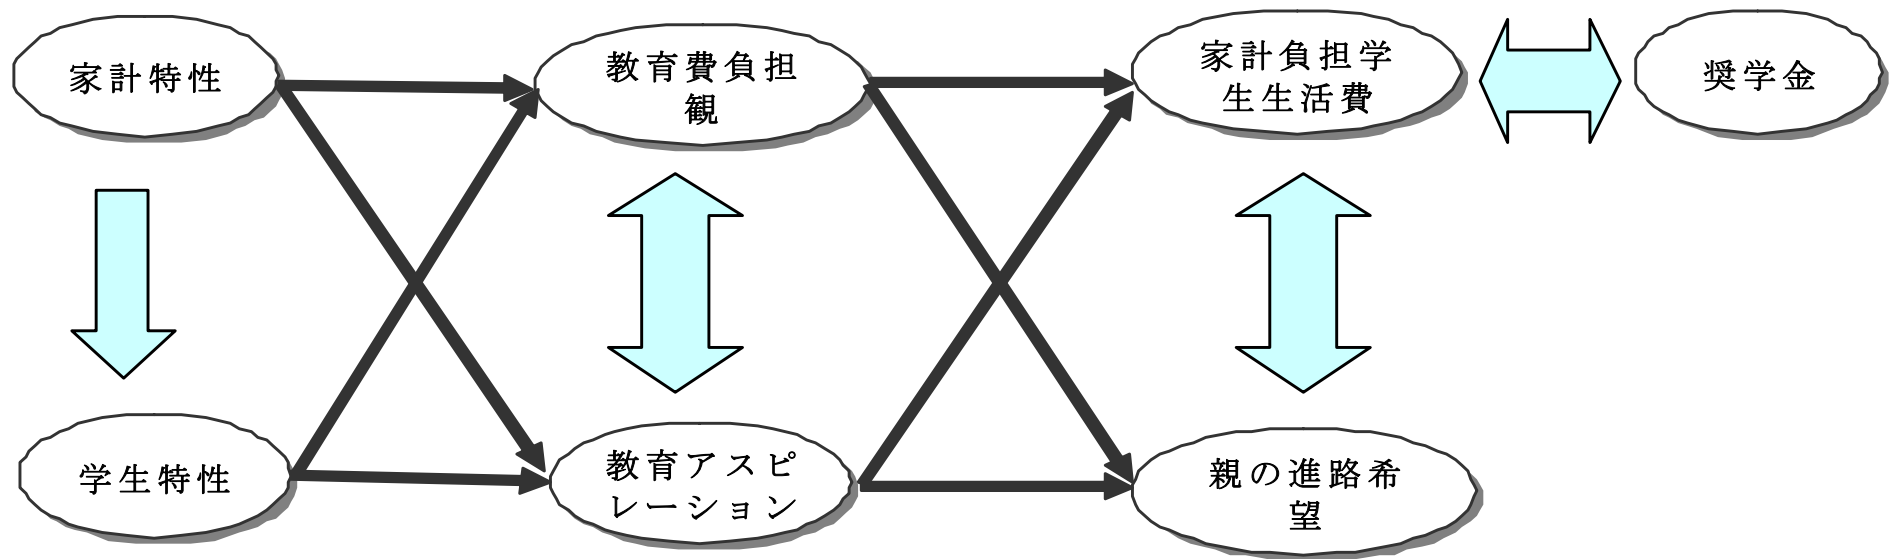 家計特性
教育費負担
観
家計負担学
生生活費
奨学金
学生特性
教育アスピ
レーション
親の進路希
望